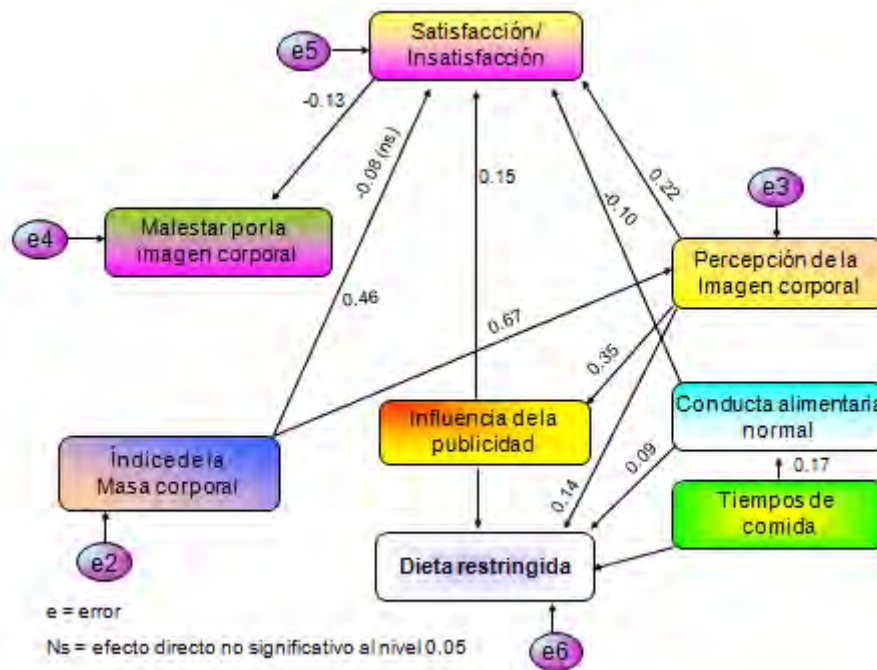 Satisfacción/
Insatisfacción
e5
-0.13
-0.08 (ns)
0.15
-0.10
0.22
e3
e4
Malestar por la
imagen corporal
Percepción de la
Imagen corporal
0.46
0.67
0.35
Influencia de la
publicidad
Conducta alimentaria
normal
Índice de la
Masa corporal
0.14
0.09
0.17
Tiempos de
comida
Dieta restringida
e2
e = error
Ns = efecto directo no significativo al nivel 0.05
e6